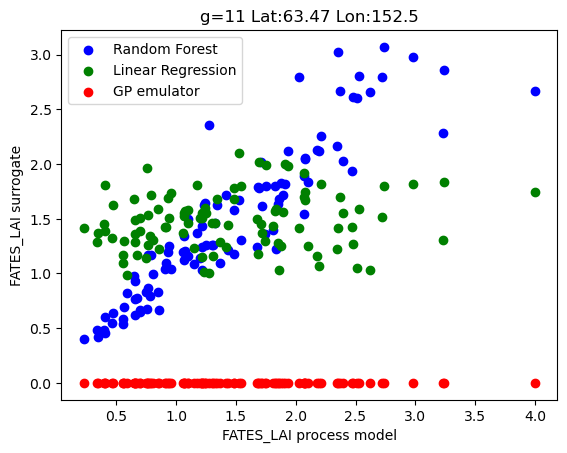 g=11 Lat:63.47 Lon:152.5
Random Forest
Linear Regression
GP emulator
FATES_LAI surrogate
3.0
2.5
2.0
1.5
1.0
0.5
0.0
0.5 1.0 1.5 2.0 2.5 3.0 3.5 4.0
FATES_LAI process model